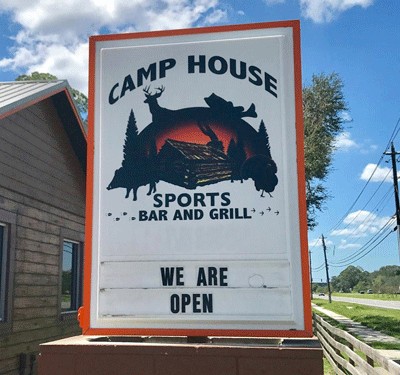 CAMP HOUSE
SPORTS
BAR AND GRILL
WE ARE
OPEN